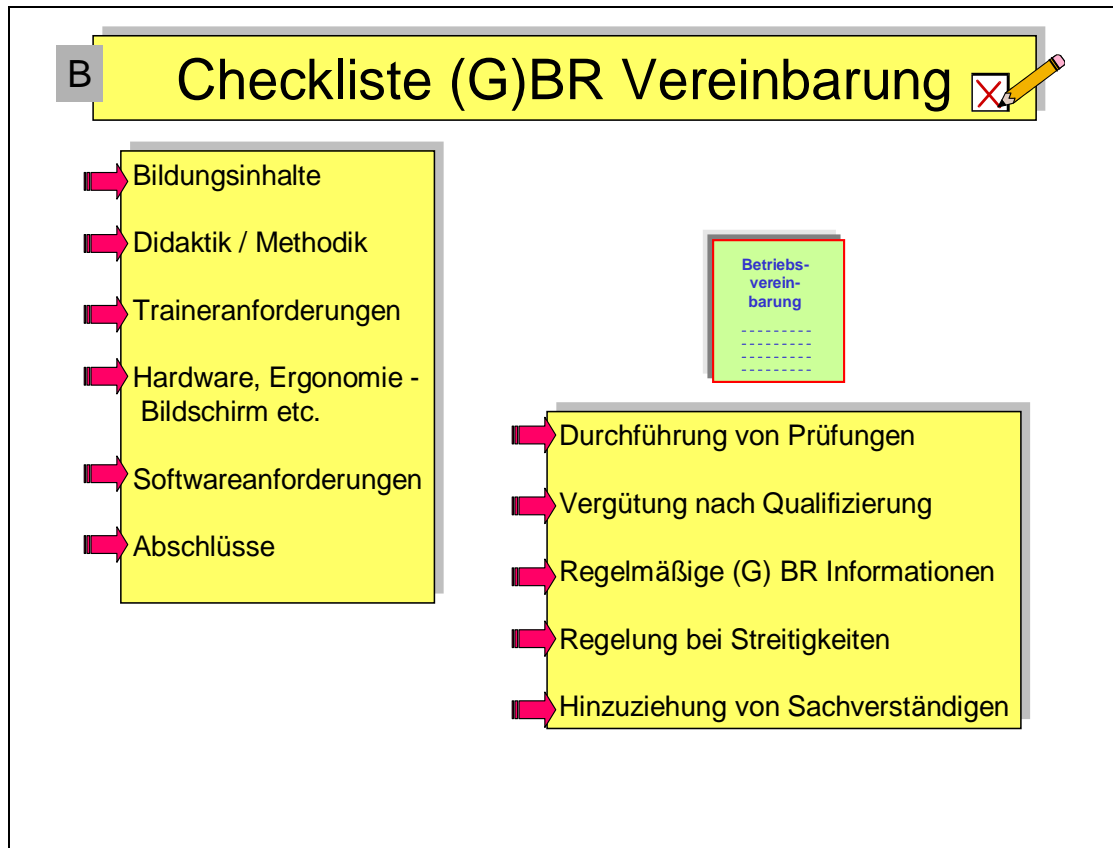 B
Checkliste (G)BR Vereinbarung
Bildungsinhalte
Didaktik / Methodik
Traineranforderungen
Hardware, Ergonomie -
Bildschirm etc.
Softwareanforderungen
Abschlüsse
Betriebs-
verein-
barung
- - - - - - - - -
- - - - - - - - -
- - - - - - - - -
- - - - - - - - -
Durchführung von Prüfungen
Vergütung nach Qualifizierung
Regelmäßige (G) BR Informationen
Regelung bei Streitigkeiten
Hinzuziehung von Sachverständigen